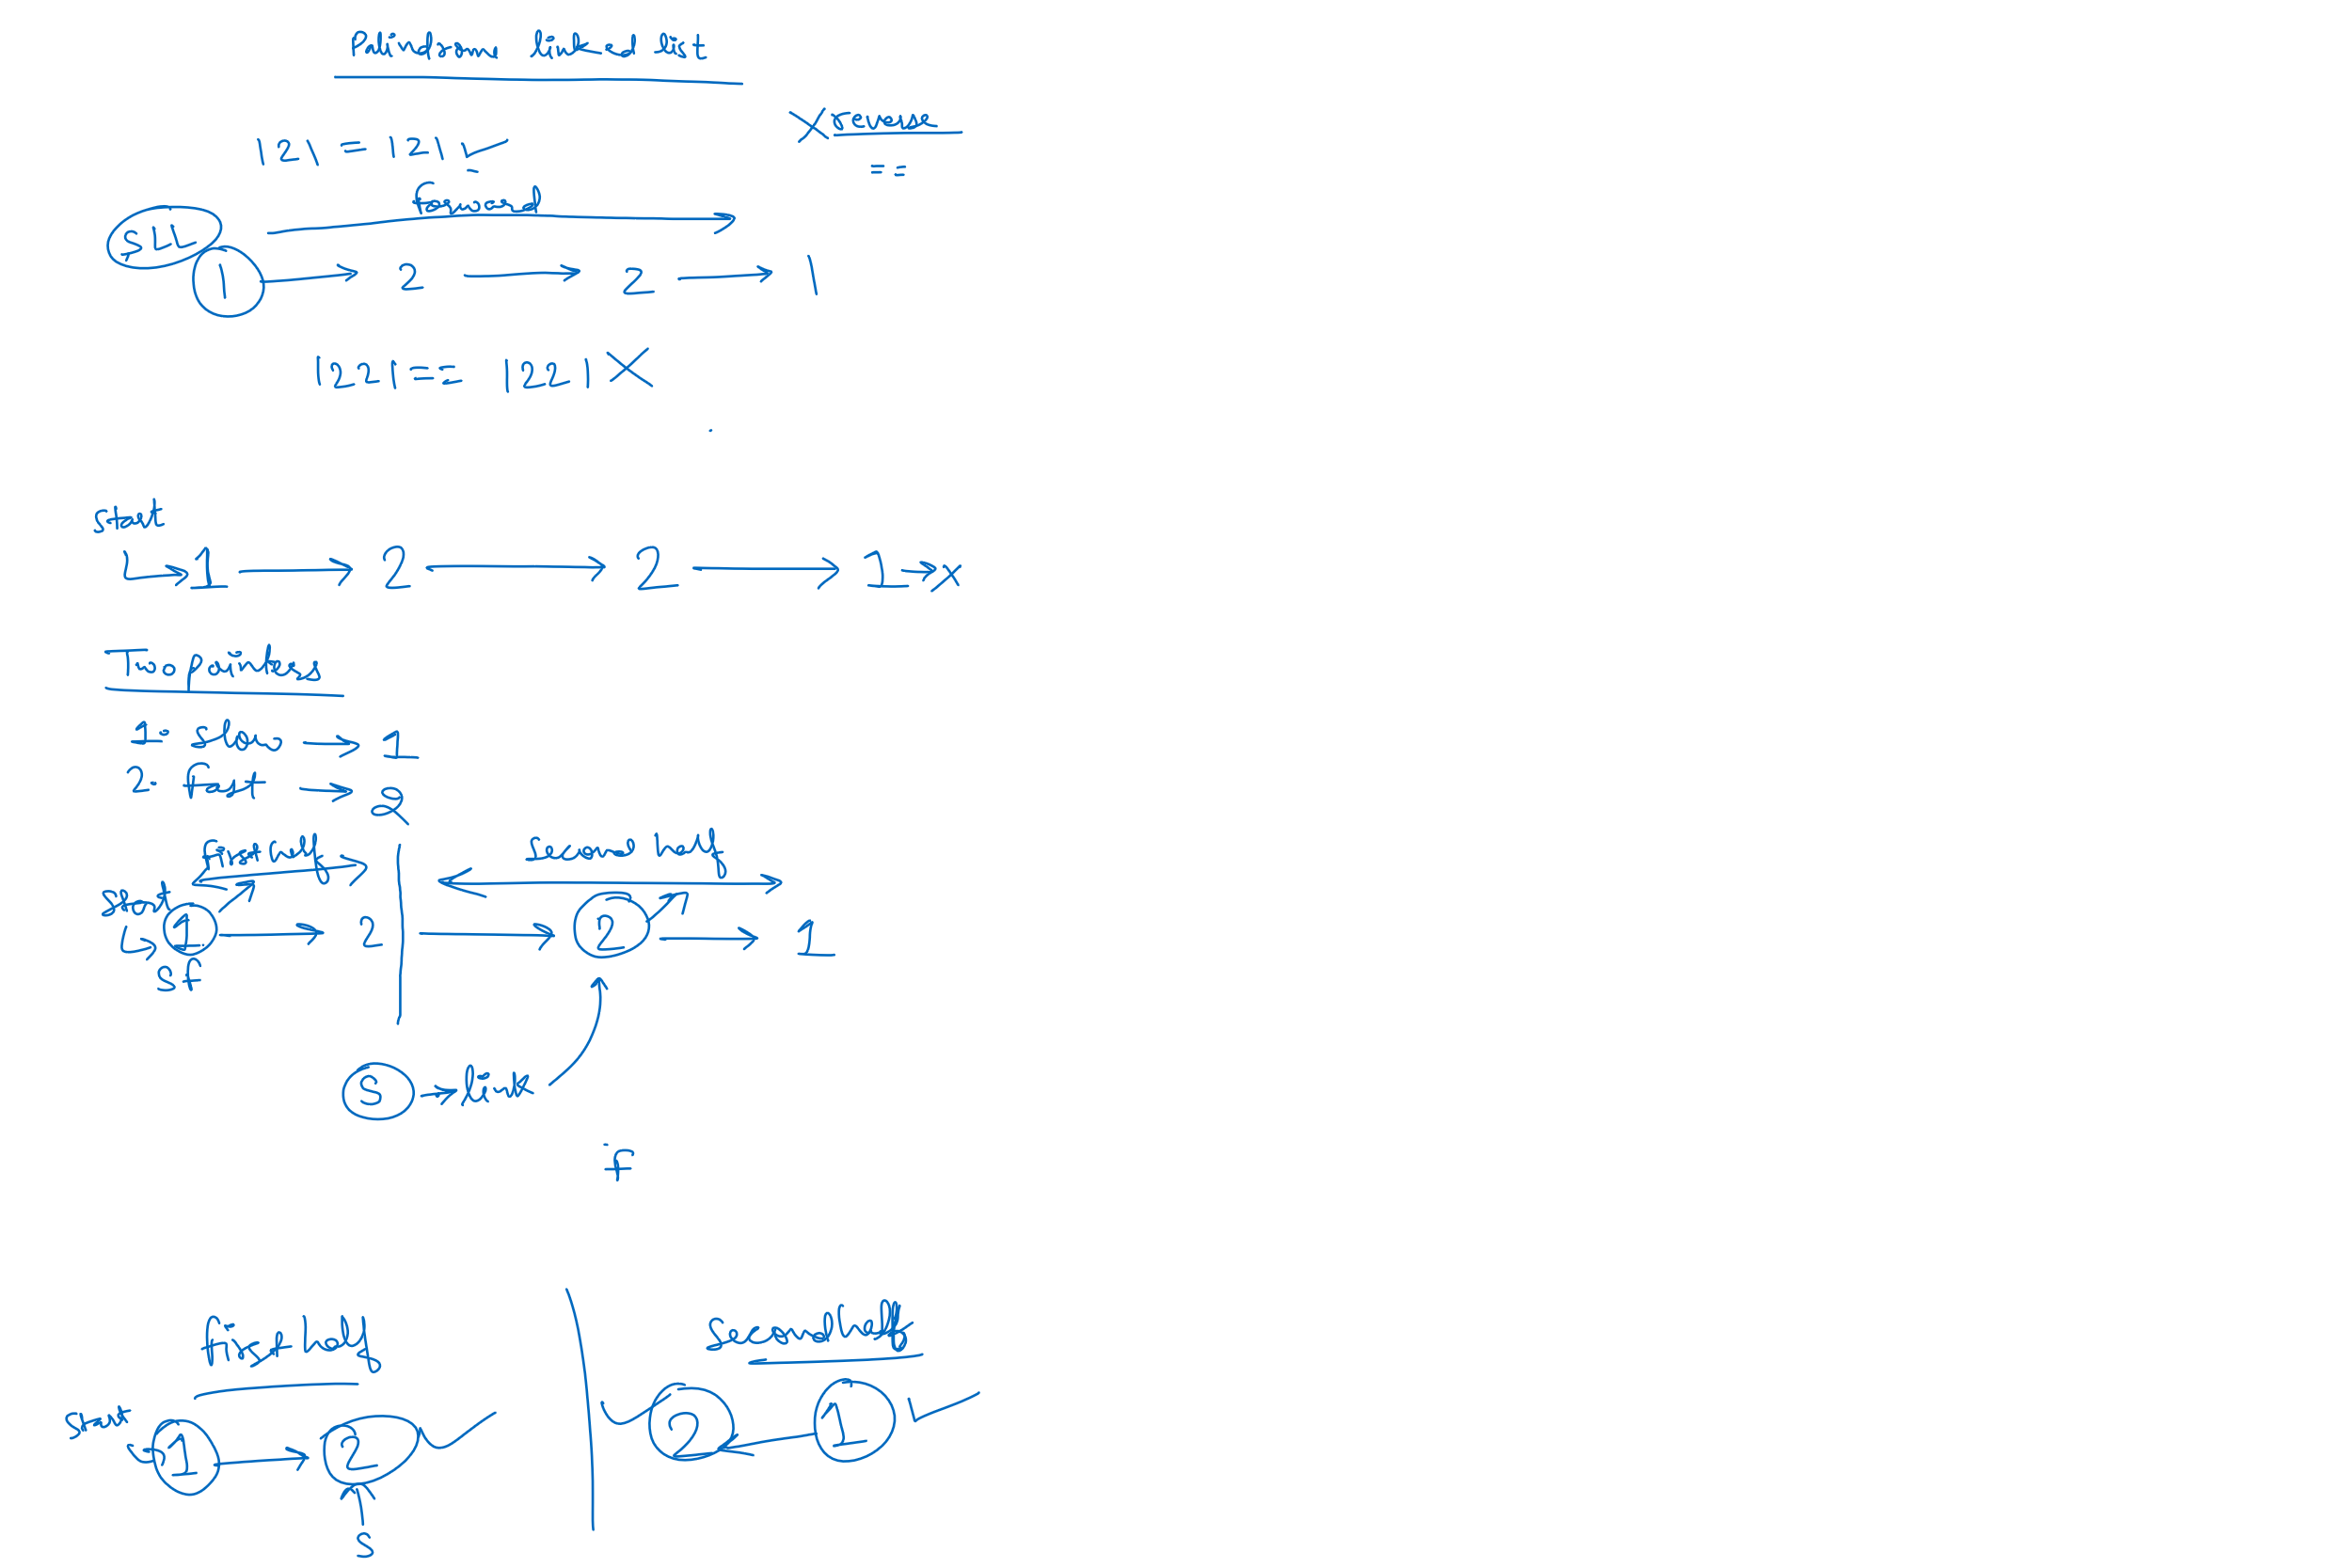 Palindrome linked list
X reverse
121 = 121 ✓
==
forward
SLL
1 → 2 → 2 → 1
1221 == 1221 X
start
1 → 2 → 2 → 1 → x
Two pointers
1. slow → 1
2. fast → 2
first half
second half
start
1 → 2 → 2 → 1
s f
S → link
f
first half
second half
start
1 → 2 ✓ ✓ 2 ← 1 ✓
s